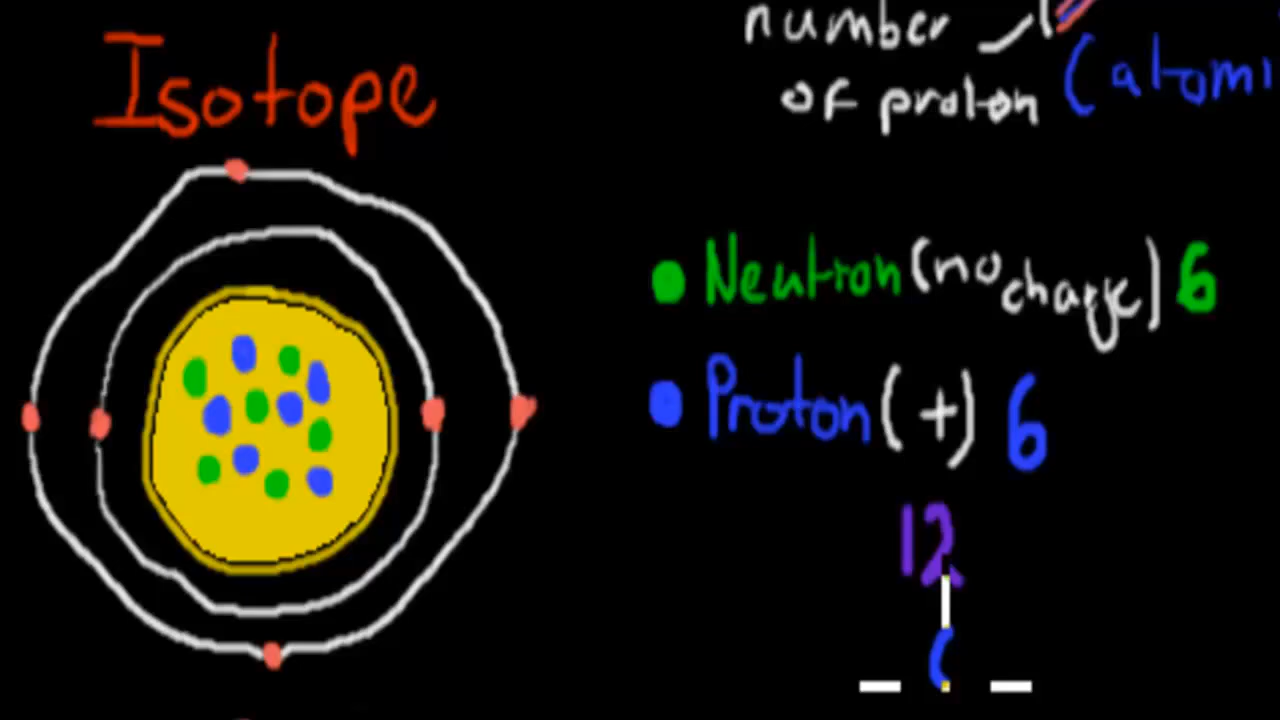 Isotope
number
of proton (atomi
Neutron (no charge) 6
Proton (+) 6
12